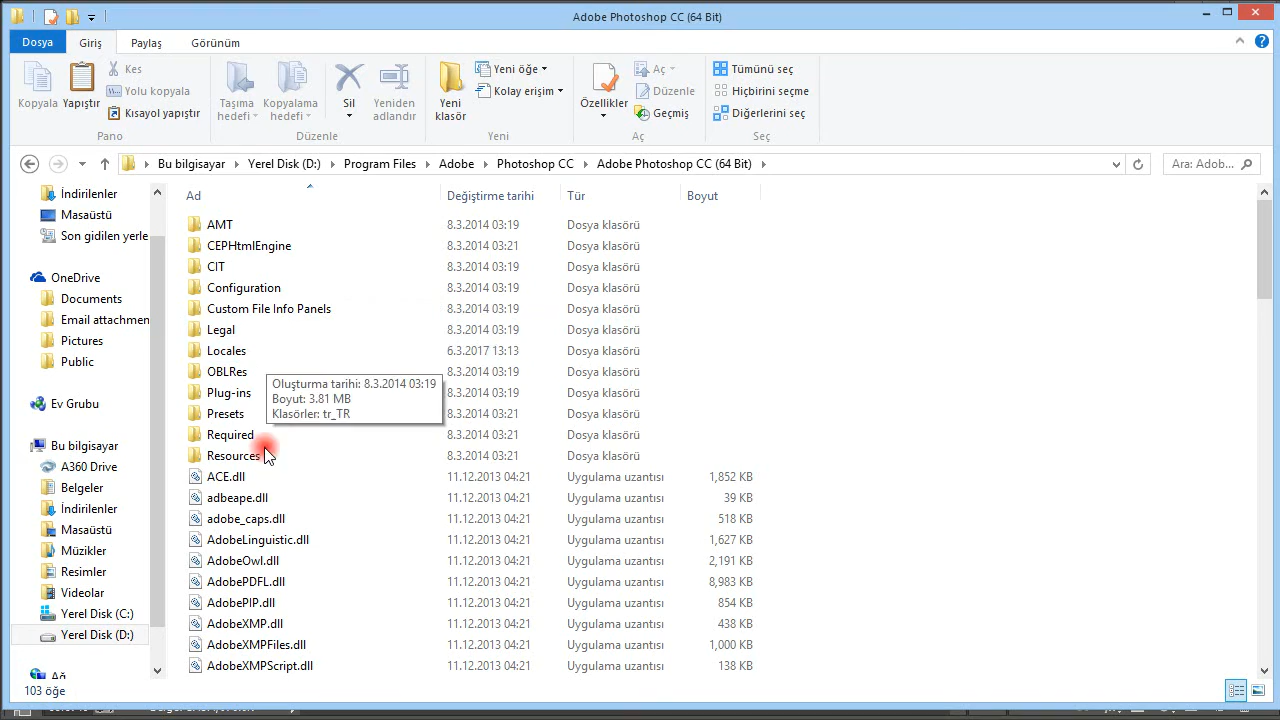 Adobe Photoshop CC (64 Bit)
Dosya Giriş Paylaş Görünüm
Kopyala
Yapıştır
Kes
Yolu kopyala
Kısayol yapıştır
Pano
Taşıma hedefi
Kopyalama hedefi
Sil
Yeniden adlandır
Düzenle
Yeni klasör
Yeni öğe
Kolay erişim
Yeni
Özellikler
Aç
Düzenle
Geçmiş
Aç
Tümünü seç
Hiçbirini seçme
Diğerlerini seç
Seç
Bu bilgisayar Yerel Disk (D:) Program Files Adobe Photoshop CC Adobe Photoshop CC (64 Bit)
Ara: Adob...
İndirilenler
Masaüstü
Son gidilen yerle
OneDrive
Documents
Email attachmen
Pictures
Public
Ev Grubu
Bu bilgisayar
A360 Drive
Belgeler
İndirilenler
Masaüstü
Müzikler
Resimler
Videolar
Yerel Disk (C:)
Yerel Disk (D:)
Ağ
Ad Değiştirme tarihi Tür Boyut
AMT 8.3.2014 03:19 Dosya klasörü
CEPHtmlEngine 8.3.2014 03:21 Dosya klasörü
CIT 8.3.2014 03:19 Dosya klasörü
Configuration 8.3.2014 03:19 Dosya klasörü
Custom File Info Panels 8.3.2014 03:19 Dosya klasörü
Legal 8.3.2014 03:19 Dosya klasörü
Locales 6.3.2017 13:13 Dosya klasörü
OBLRes 8.3.2014 03:19 Dosya klasörü
Plug-ins 8.3.2014 03:19 Dosya klasörü
Presets 8.3.2014 03:21 Dosya klasörü
Required 8.3.2014 03:21 Dosya klasörü
Resources 8.3.2014 03:21 Dosya klasörü
ACE.dll 11.12.2013 04:21 Uygulama uzantısı 1,852 KB
adbeape.dll 11.12.2013 04:21 Uygulama uzantısı 39 KB
adobe_caps.dll 11.12.2013 04:21 Uygulama uzantısı 518 KB
AdobeLinguistic.dll 11.12.2013 04:21 Uygulama uzantısı 1,627 KB
AdobeOwl.dll 11.12.2013 04:21 Uygulama uzantısı 2,191 KB
AdobePDFL.dll 11.12.2013 04:21 Uygulama uzantısı 8,983 KB
AdobePIP.dll 11.12.2013 04:21 Uygulama uzantısı 854 KB
AdobeXMP.dll 11.12.2013 04:21 Uygulama uzantısı 438 KB
AdobeXMPFiles.dll 11.12.2013 04:21 Uygulama uzantısı 1,000 KB
AdobeXMPScript.dll 11.12.2013 04:21 Uygulama uzantısı 138 KB
Oluşturma tarihi: 8.3.2014 03:19
Boyut: 3.81 MB
Klasörler: tr_TR
103 öğe